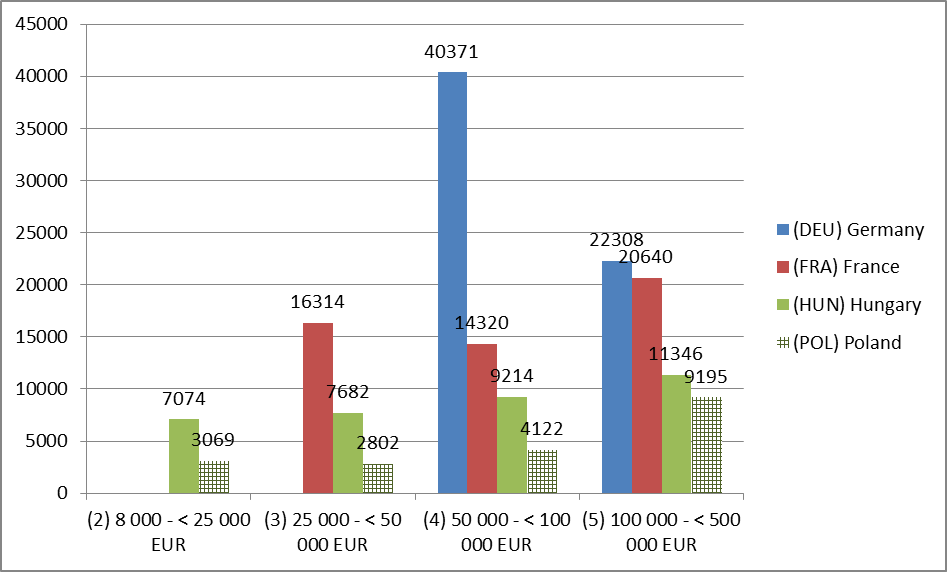 45000
40000
35000
30000
25000
20000
15000
10000
5000
0
40371
22308
20640
16314
14320
11346
9214
9195
7682
7074
4122
3069
2802
(2) 8 000 - < 25 000
EUR
(3) 25 000 - < 50
000 EUR
(4) 50 000 - < 100
000 EUR
(5) 100 000 - < 500
000 EUR
(DEU) Germany
(FRA) France
(HUN) Hungary
(POL) Poland